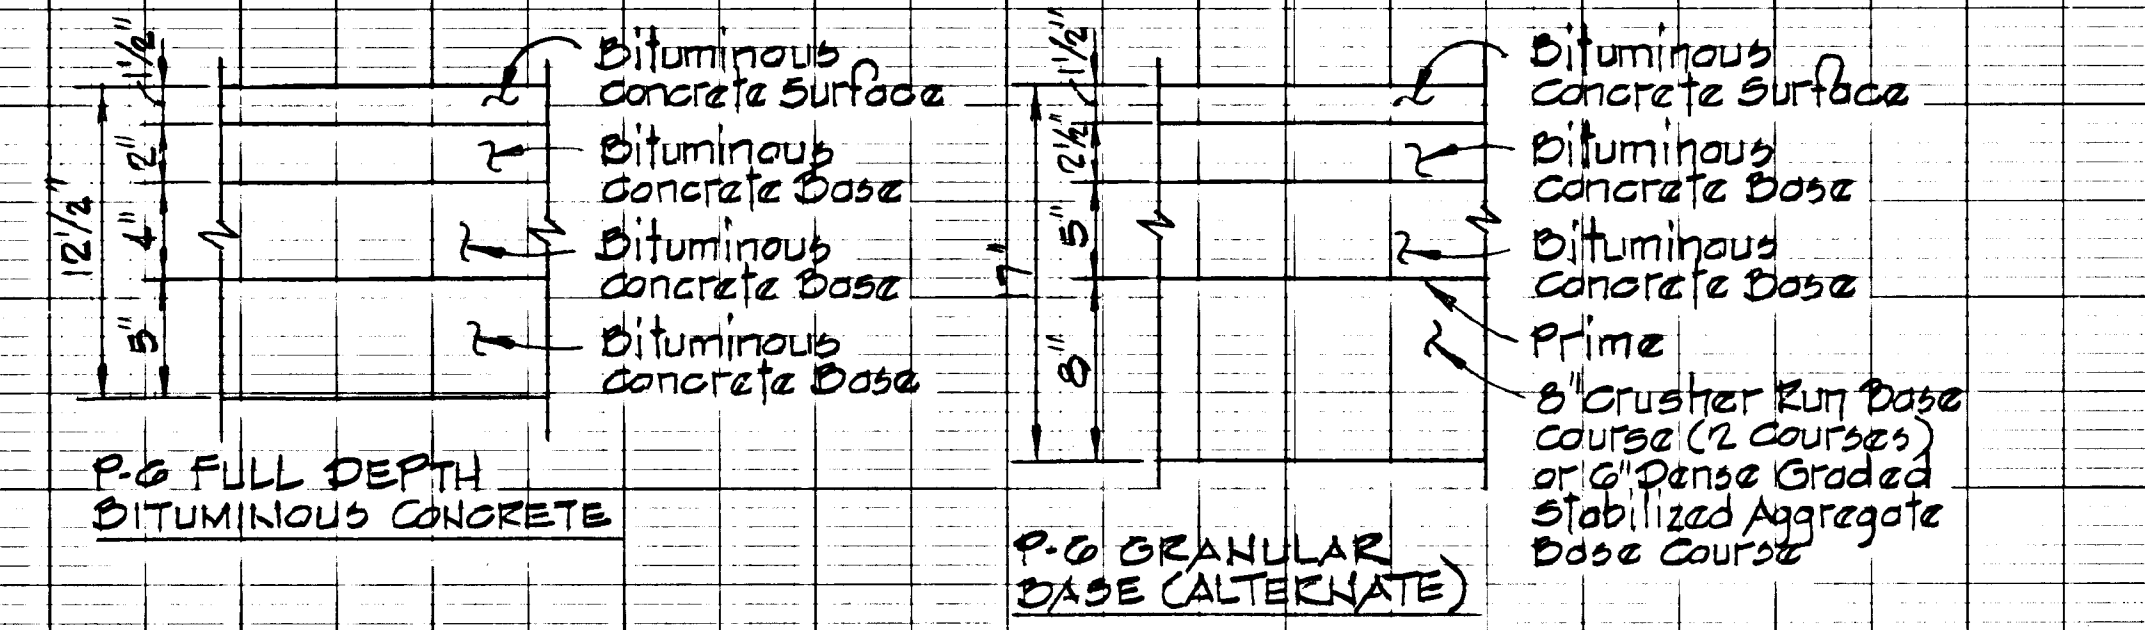 1½"
2"
4"
5"
12½"
Bituminous
Concrete Surface
Bituminous
Concrete Base
Bituminous
Concrete Base
Bituminous
Concrete Base
P-6 FULL DEPTH
BITUMINOUS CONCRETE
1½"
2½"
5"
8"
17"
Bituminous
Concrete Surface
Bituminous
Concrete Base
Bituminous
Concrete Base
Prime
8" Crusher Run Base
Course (2 Courses)
or 6" Dense Graded
Stabilized Aggregate
Base Course
P-6 GRANULAR
BASE (ALTERNATE)